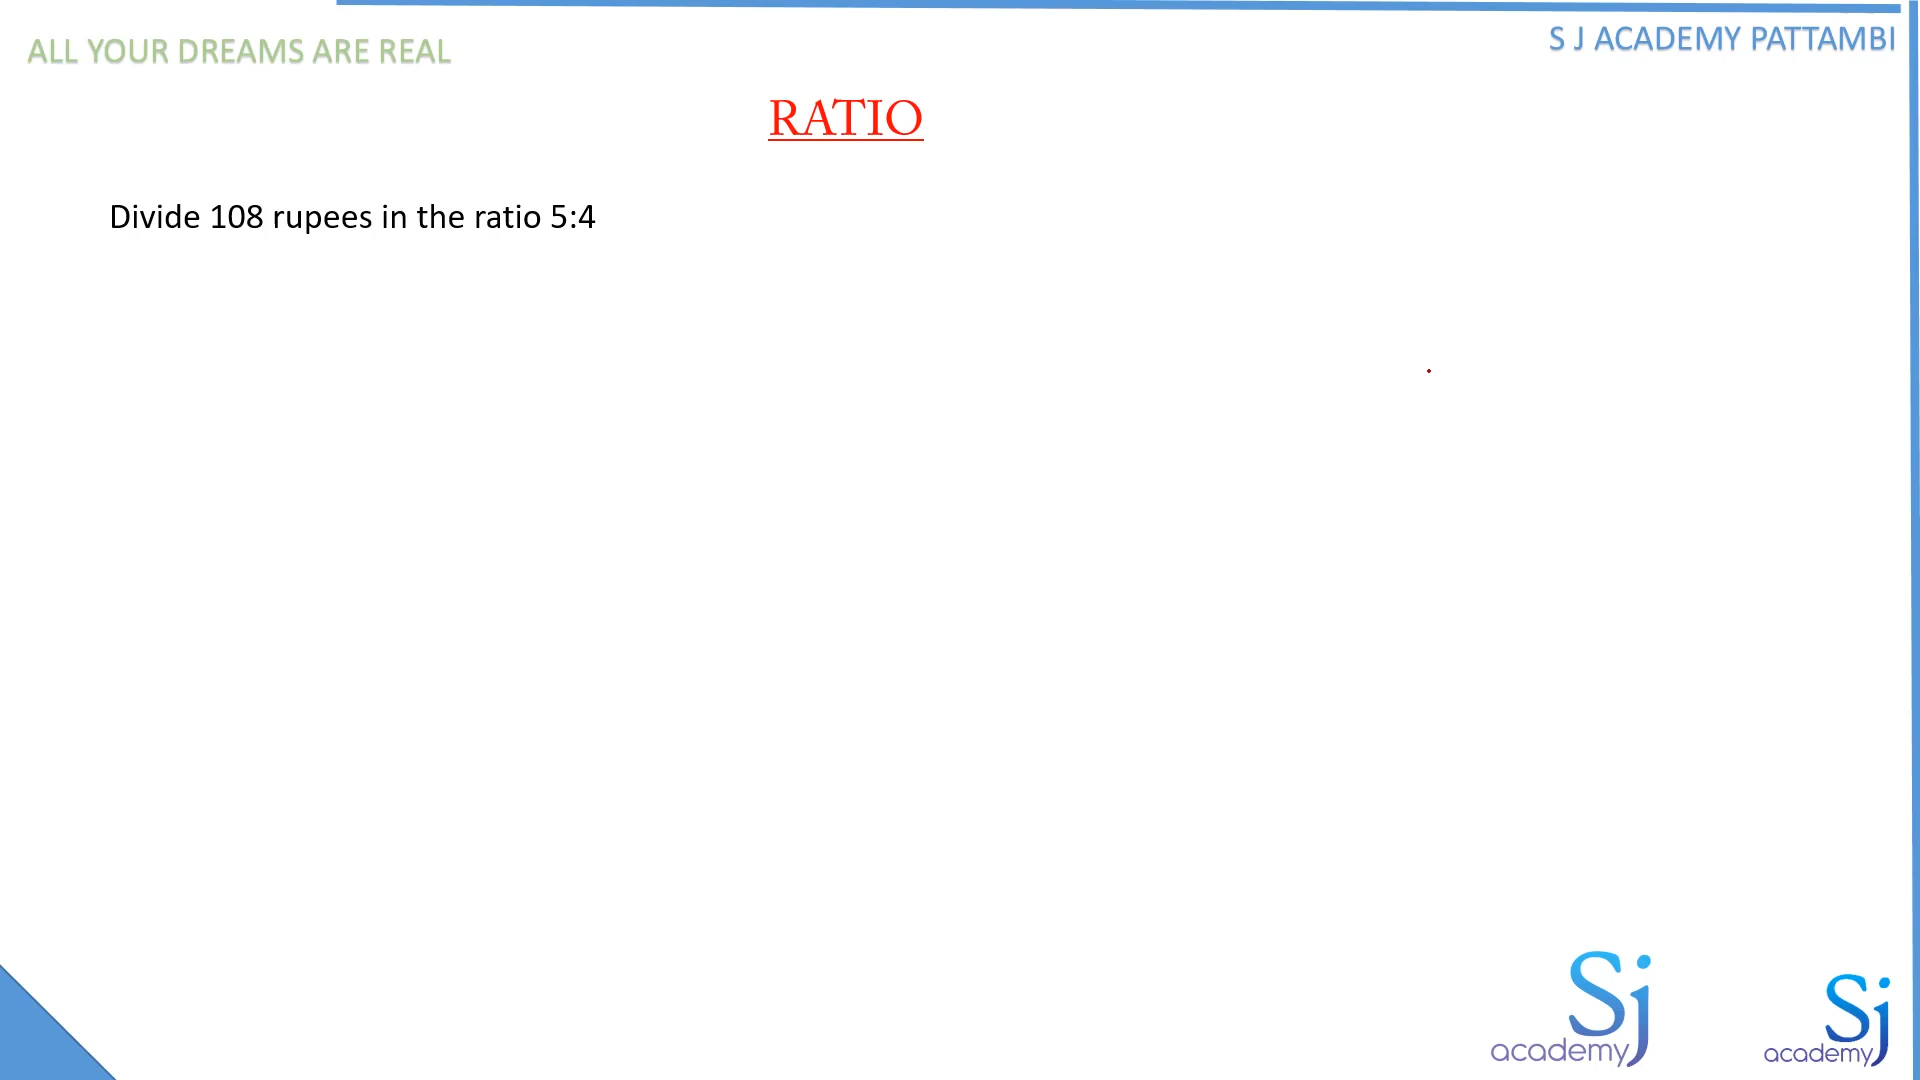 ALL YOUR DREAMS ARE REAL
S J ACADEMY PATTAMBI
RATIO
Divide 108 rupees in the ratio 5:4
Sj
academy
Sj
academy